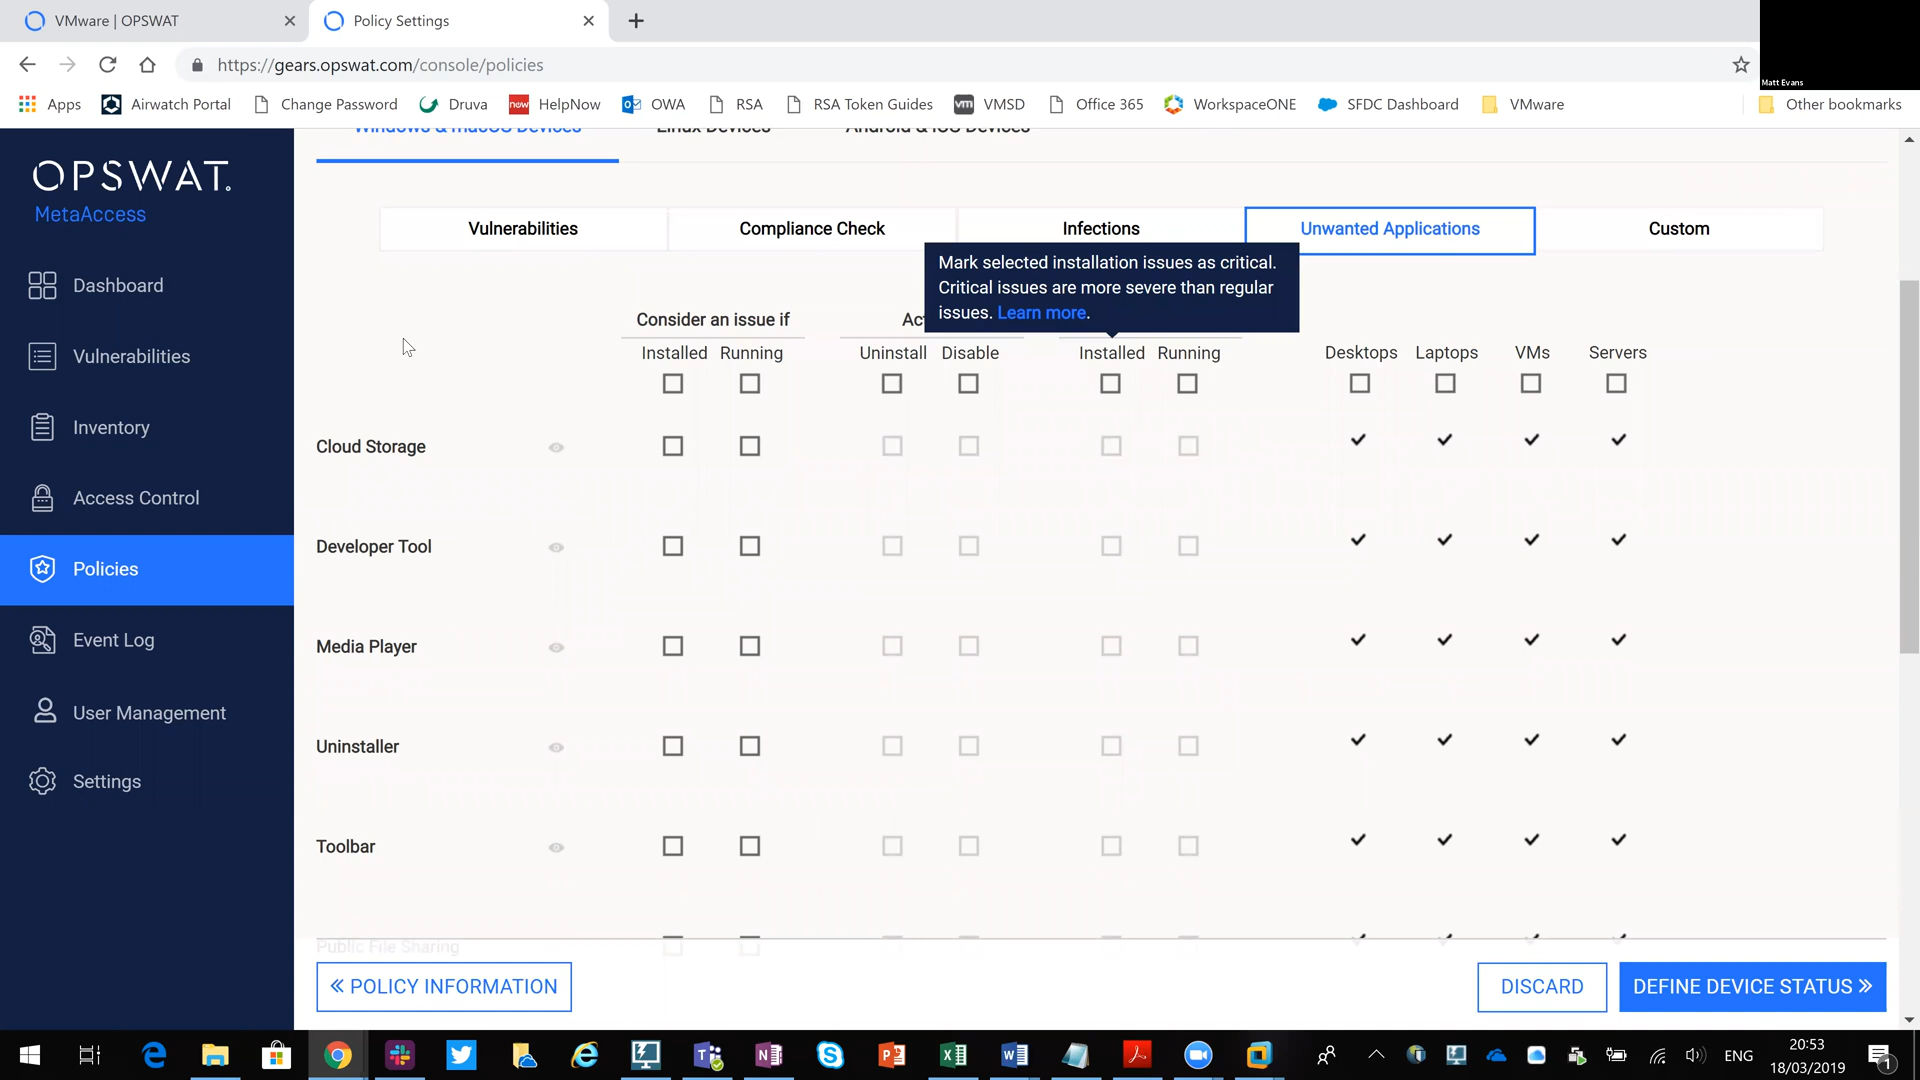 VMware | OPSWAT
Policy Settings
https://gears.opswat.com/console/policies
Matt Evans
Apps
Airwatch Portal
Change Password
Druva
now
HelpNow
OWA
RSA
RSA Token Guides
vm
VMSD
Office 365
WorkspaceONE
SFDC Dashboard
VMware
Other bookmarks
OPSWAT.
MetaAccess
Dashboard
Vulnerabilities
Inventory
Access Control
Policies
Event Log
User Management
Settings
Windows & macOS Devices
Linux Devices
Android & iOS Devices
Vulnerabilities
Compliance Check
Infections
Unwanted Applications
Custom
Mark selected installation issues as critical.
Critical issues are more severe than regular
issues. Learn more.
Consider an issue if
Installed Running
Uninstall Disable
Installed Running
Desktops Laptops VMs Servers
Cloud Storage
Developer Tool
Media Player
Uninstaller
Toolbar
Public File Sharing
« POLICY INFORMATION
DISCARD
DEFINE DEVICE STATUS »
ENG
20:53
18/03/2019
1